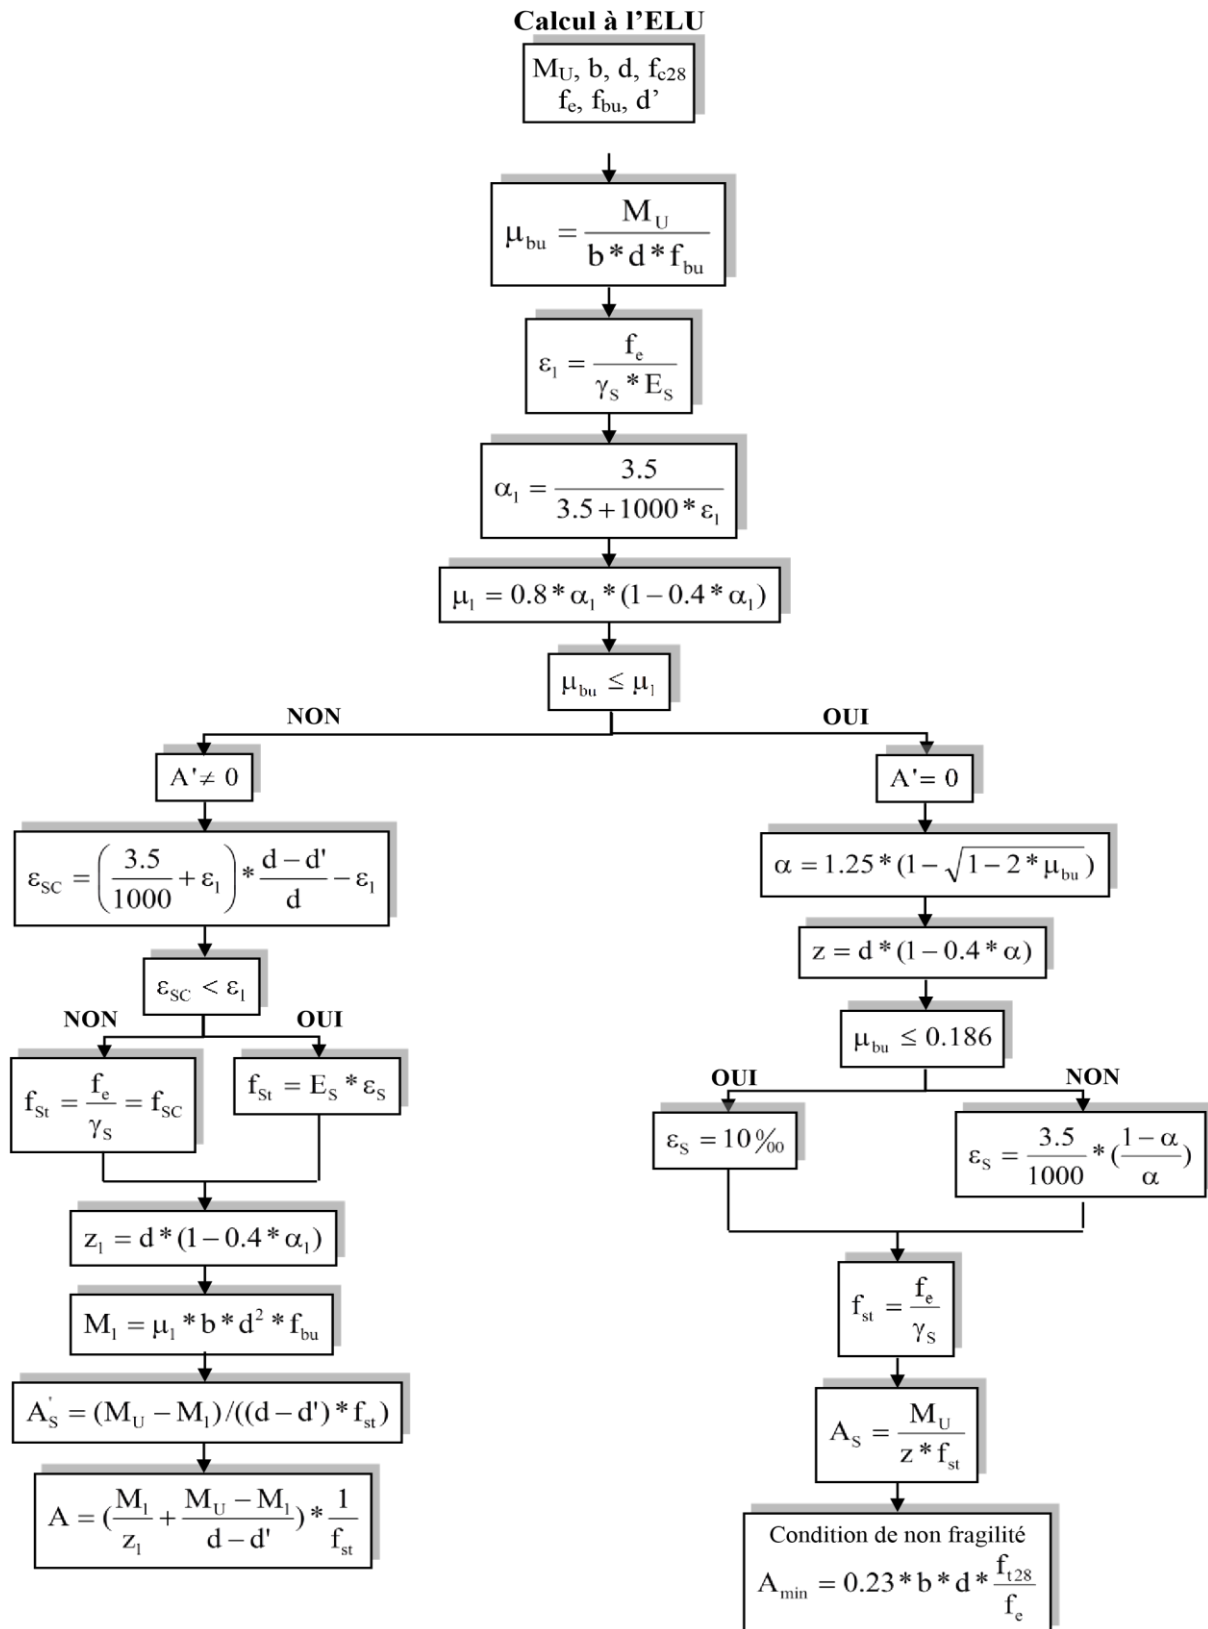 Calcul à l’ELU
M_U, b, d, f_c28
f_e, f_bu, d’
μ_bu = M_U / (b * d * f_bu)
ε_l = f_e / (γ_S * E_S)
α_l = 3.5 / (3.5 + 1000 * ε_l)
μ_l = 0.8 * α_l * (1 − 0.4 * α_l)
μ_bu ≤ μ_l
NON
OUI
A' ≠ 0
ε_SC = (3.5 / 1000 + ε_l) * (d − d') / d − ε_l
ε_SC < ε_l
NON
OUI
f_St = f_e / γ_S = f_SC
f_St = E_S * ε_S
z_l = d * (1 − 0.4 * α_l)
M_l = μ_l * b * d² * f_bu
A'_S = (M_U − M_l) / ((d − d') * f_st)
A = (M_l / z_l + (M_U − M_l) / (d − d')) * 1 / f_st
A' = 0
α = 1.25 * (1 − √(1 − 2 * μ_bu))
z = d * (1 − 0.4 * α)
μ_bu ≤ 0.186
OUI
NON
ε_S = 10‰
ε_S = 3.5 / 1000 * ((1 − α) / α)
f_st = f_e / γ_S
A_S = M_U / (z * f_st)
Condition de non fragilité
A_min = 0.23 * b * d * f_t28 / f_e